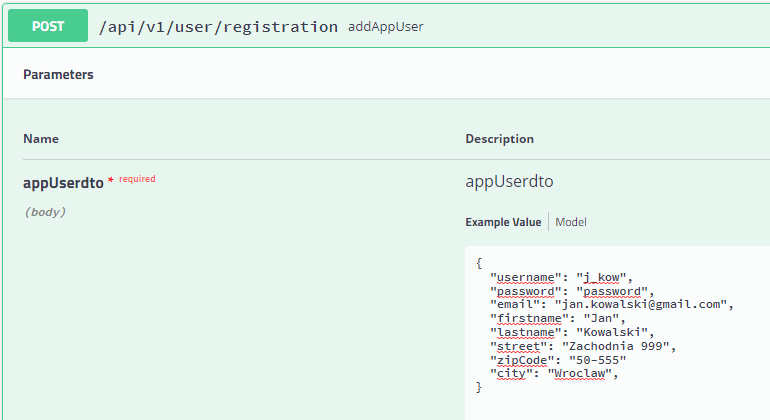 POST /api/v1/user/registration addAppUser
Parameters
Name Description
appUserdto * required appUserdto
(body)
Example Value Model
{
"username": "j_kow",
"password": "password",
"email": "jan.kowalski@gmail.com",
"firstname": "Jan",
"lastname": "Kowalski",
"street": "Zachodnia 999",
"zipCode": "50-555"
"city": "Wroclaw",
}